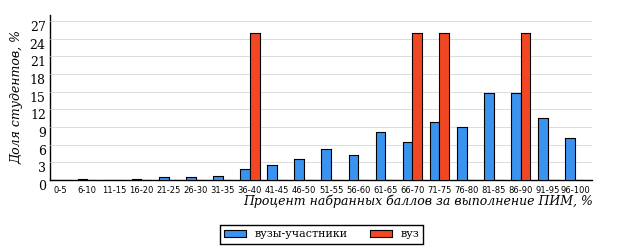 Доля студентов, %
27
24
21
18
15
12
9
6
3
0
0-5 6-10 11-15 16-20 21-25 26-30 31-35 36-40 41-45 46-50 51-55 56-60 61-65 66-70 71-75 76-80 81-85 86-90 91-95 96-100
Процент набранных баллов за выполнение ПИМ, %
вузы-участники вуз